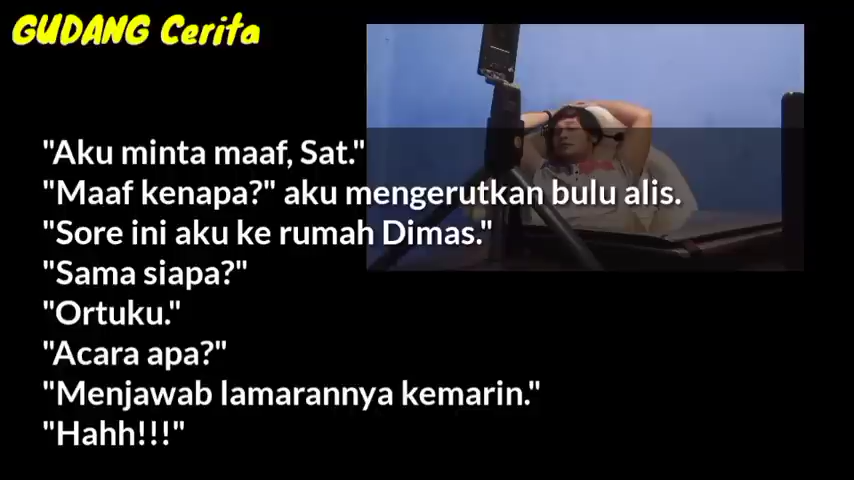 GUDANG Cerita
"Aku minta maaf, Sat."
"Maaf kenapa?" aku mengerutkan bulu alis.
"Sore ini aku ke rumah Dimas."
"Sama siapa?"
"Ortuku."
"Acara apa?"
"Menjawab lamarannya kemarin."
"Hahh!!!"